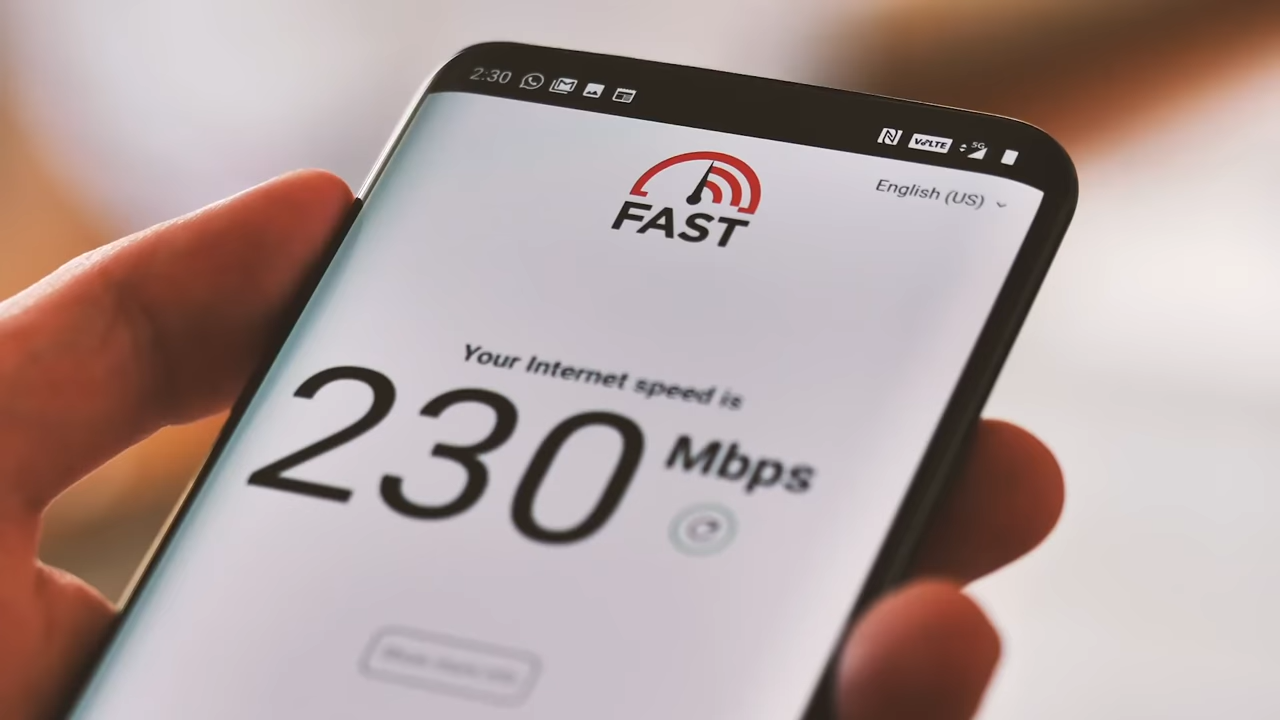 2:30
VoLTE 5G
English (US)
FAST
Your Internet speed is
230 Mbps